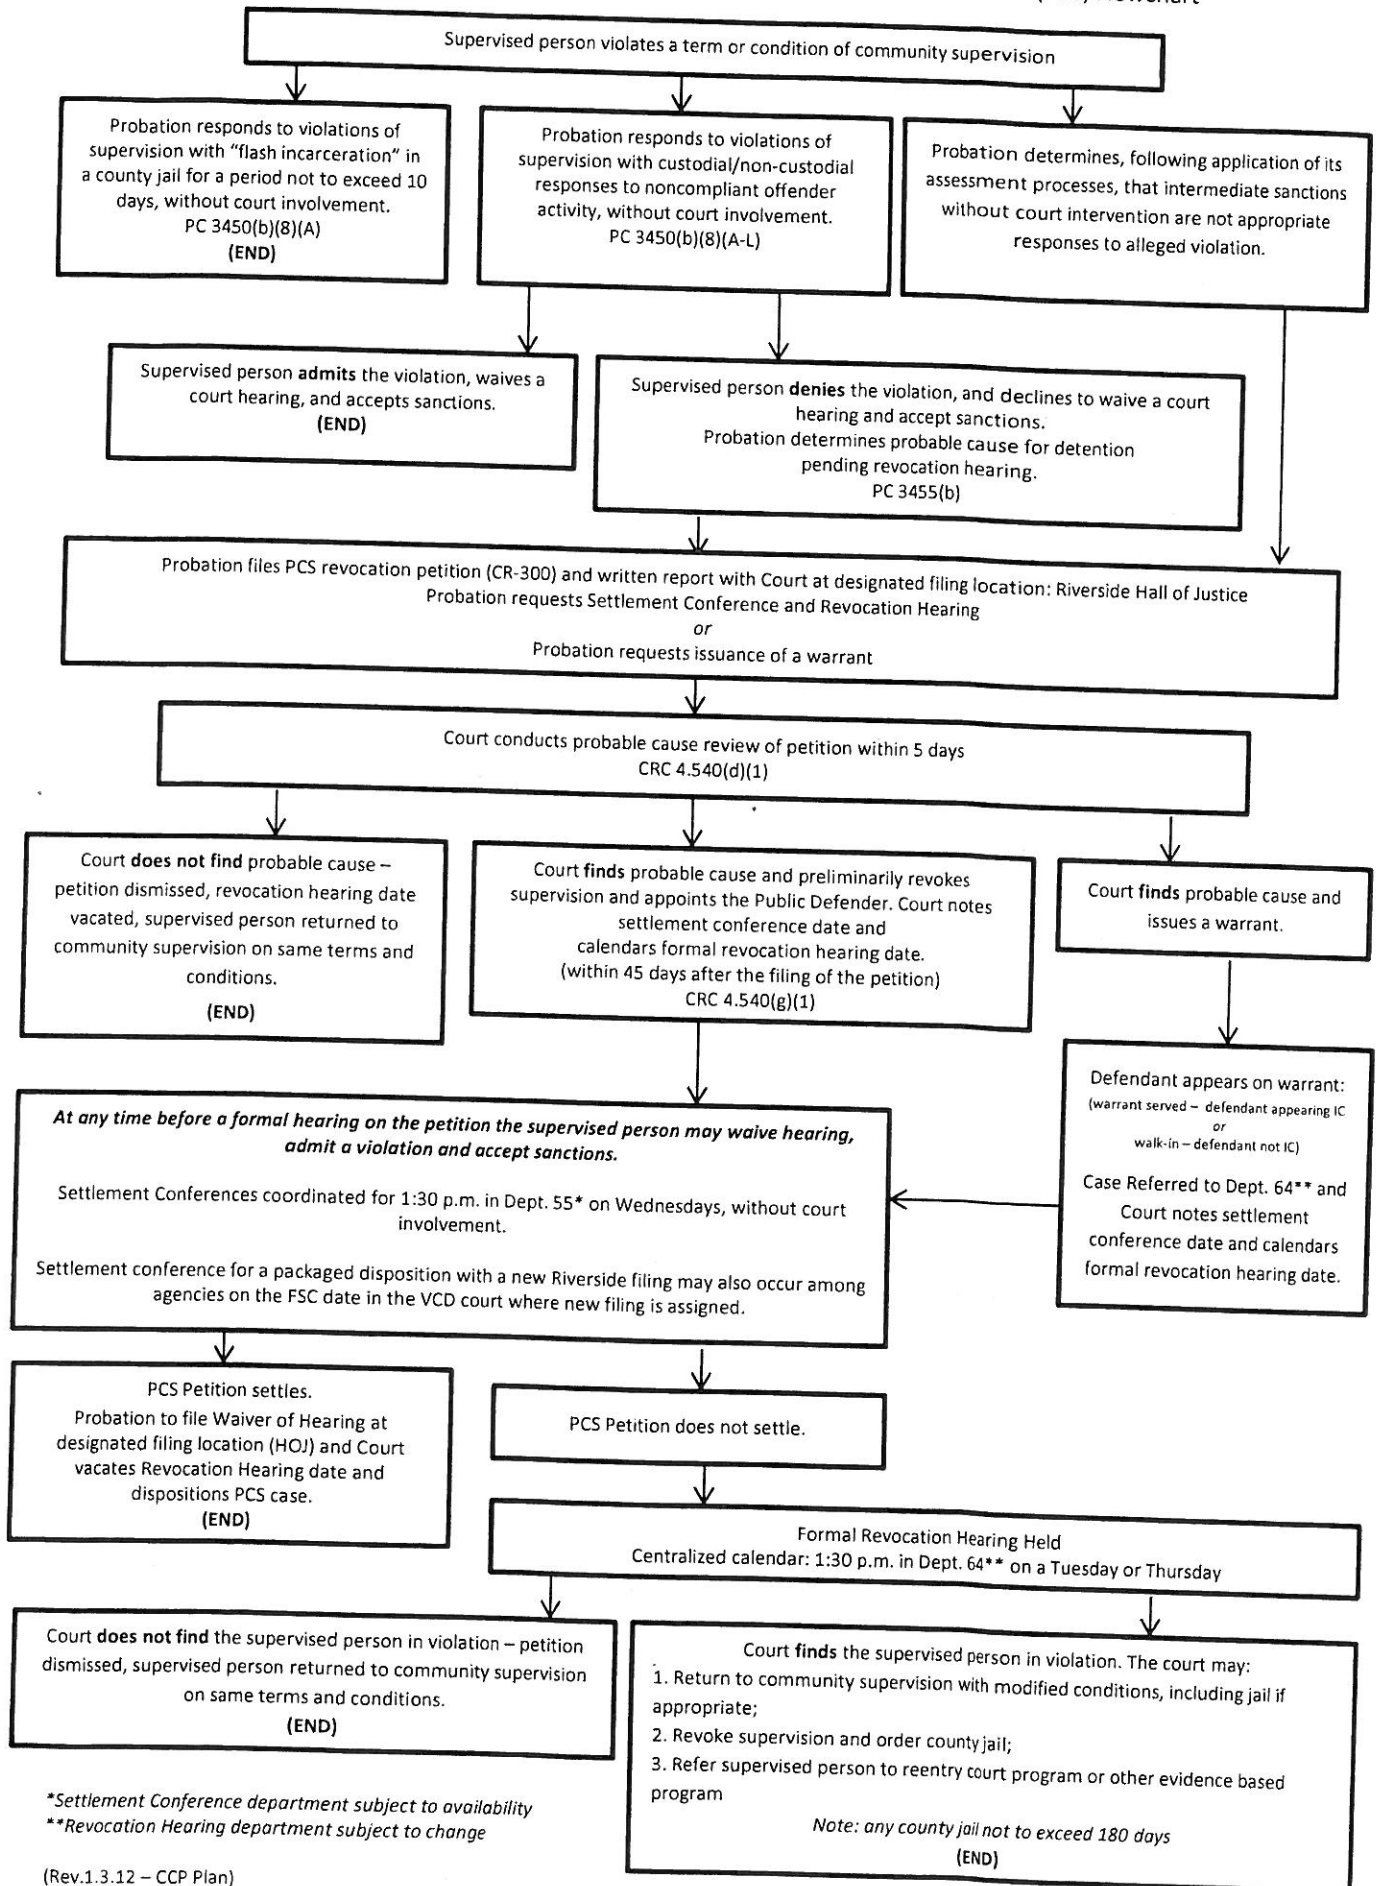 Flowchart
Supervised person violates a term or condition of community supervision
Probation responds to violations of
supervision with "flash incarceration" in
a county jail for a period not to exceed 10
days, without court involvement.
PC 3450(b)(8)(A)
(END)
Probation responds to violations of
supervision with custodial/non-custodial
responses to noncompliant offender
activity, without court involvement.
PC 3450(b)(8)(A-L)
Probation determines, following application of its
assessment processes, that intermediate sanctions
without court intervention are not appropriate
responses to alleged violation.
Supervised person admits the violation, waives a
court hearing, and accepts sanctions.
(END)
Supervised person denies the violation, and declines to waive a court
hearing and accept sanctions.
Probation determines probable cause for detention
pending revocation hearing.
PC 3455(b)
Probation files PCS revocation petition (CR-300) and written report with Court at designated filing location: Riverside Hall of Justice
Probation requests Settlement Conference and Revocation Hearing
or
Probation requests issuance of a warrant
Court conducts probable cause review of petition within 5 days
CRC 4.540(d)(1)
Court does not find probable cause –
petition dismissed, revocation hearing date
vacated, supervised person returned to
community supervision on same terms and
conditions.
(END)
Court finds probable cause and preliminarily revokes
supervision and appoints the Public Defender. Court notes
settlement conference date and
calendars formal revocation hearing date.
(within 45 days after the filing of the petition)
CRC 4.540(g)(1)
Court finds probable cause and
issues a warrant.
Defendant appears on warrant:
(warrant served – defendant appearing IC
or
walk-in – defendant not IC)
Case Referred to Dept. 64** and
Court notes settlement
conference date and calendars
formal revocation hearing date.
At any time before a formal hearing on the petition the supervised person may waive hearing,
admit a violation and accept sanctions.
Settlement Conferences coordinated for 1:30 p.m. in Dept. 55* on Wednesdays, without court
involvement.
Settlement conference for a packaged disposition with a new Riverside filing may also occur among
agencies on the FSC date in the VCD court where new filing is assigned.
PCS Petition settles.
Probation to file Waiver of Hearing at
designated filing location (HOJ) and Court
vacates Revocation Hearing date and
dispositions PCS case.
(END)
PCS Petition does not settle.
Formal Revocation Hearing Held
Centralized calendar: 1:30 p.m. in Dept. 64** on a Tuesday or Thursday
Court does not find the supervised person in violation – petition
dismissed, supervised person returned to community supervision
on same terms and conditions.
(END)
Court finds the supervised person in violation. The court may:
1. Return to community supervision with modified conditions, including jail if
appropriate;
2. Revoke supervision and order county jail;
3. Refer supervised person to reentry court program or other evidence based
program
Note: any county jail not to exceed 180 days
(END)
*Settlement Conference department subject to availability
**Revocation Hearing department subject to change
(Rev.1.3.12 – CCP Plan)